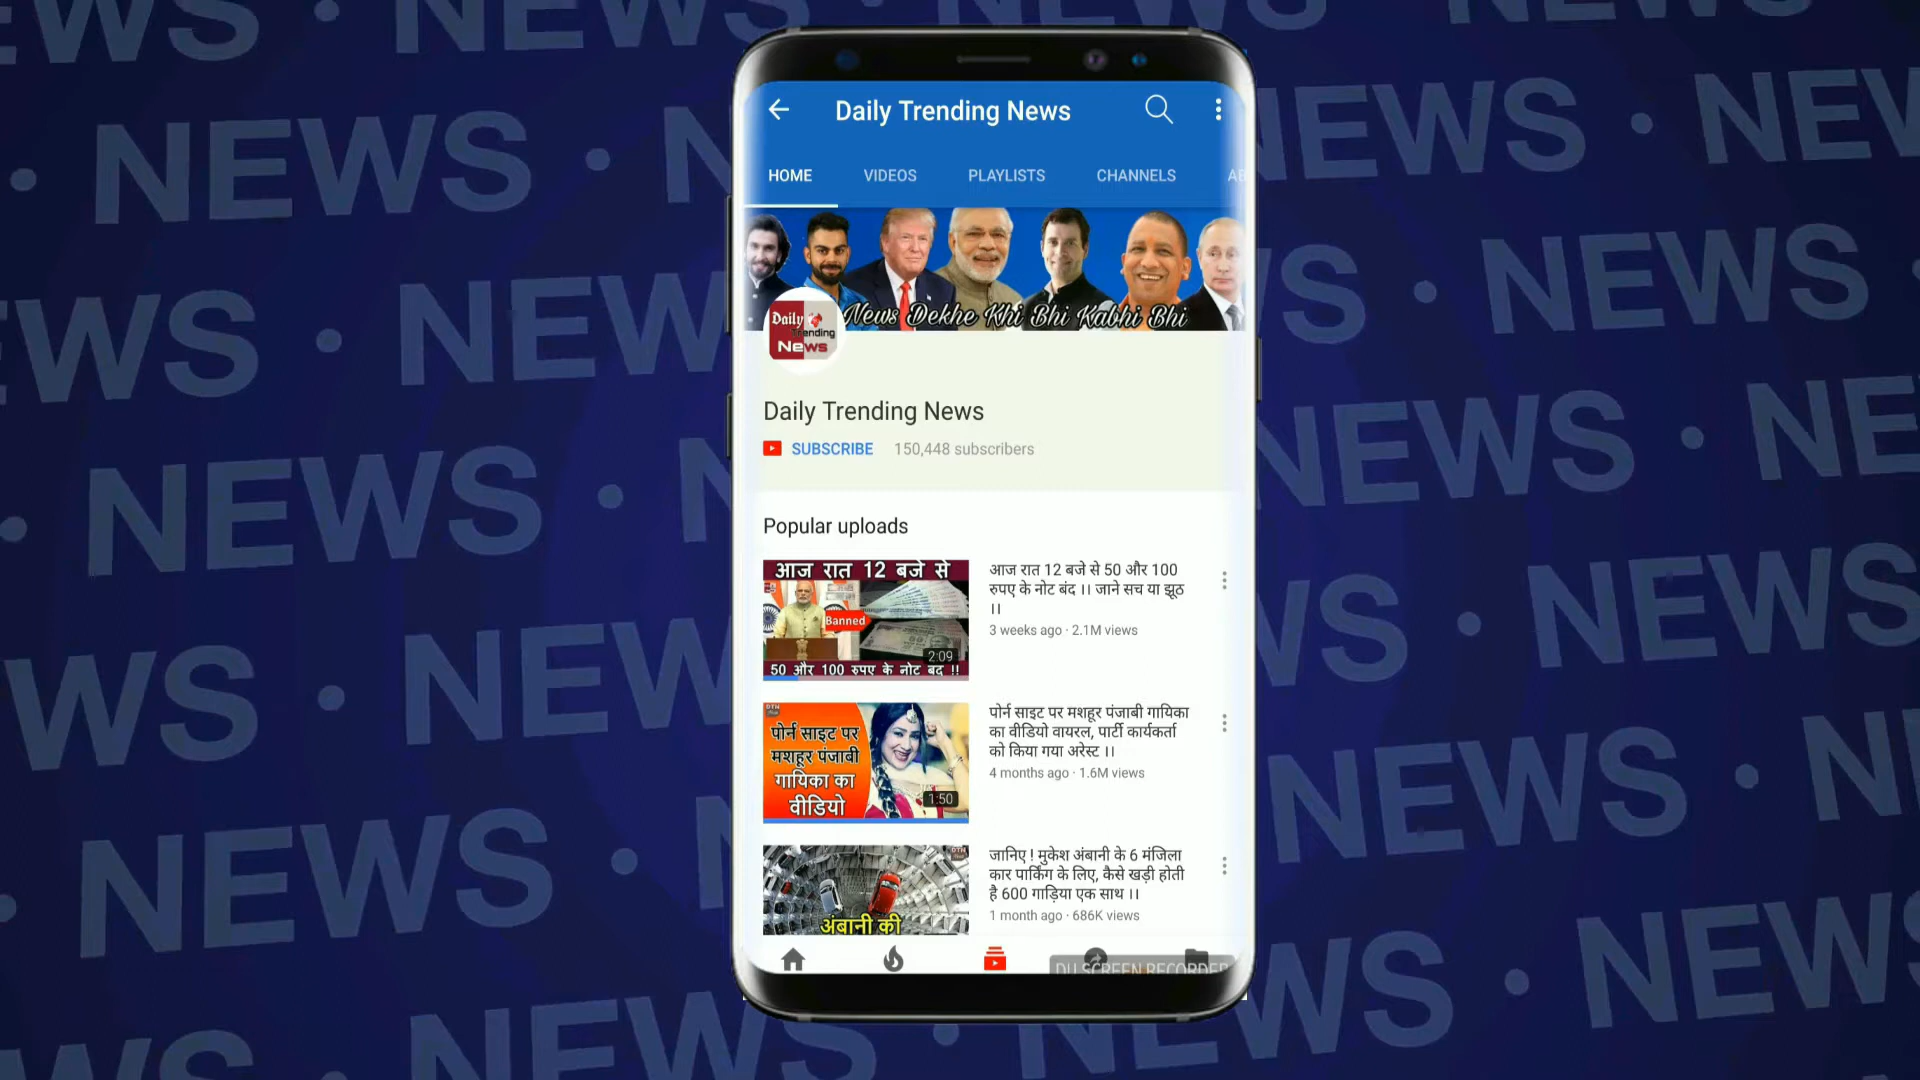 NEWS
Daily Trending News
HOME VIDEOS PLAYLISTS CHANNELS
News Dekhe Khi Bhi Kabhi Bhi
Daily
Trending
News
Daily Trending News
SUBSCRIBE 150,448 subscribers
Popular uploads
आज रात 12 बजे से
Banned
2:09
50 और 100 रुपए के नोट बंद !!
आज रात 12 बजे से 50 और 100
रुपए के नोट बंद ।। जाने सच या झूठ
।।
3 weeks ago · 2.1M views
पोर्न साइट पर
मशहूर पंजाबी
गायिका का
वीडियो
1:50
पोर्न साइट पर मशहूर पंजाबी गायिका
का वीडियो वायरल, पार्टी कार्यकर्ता
को किया गया अरेस्ट ।।
4 months ago · 1.6M views
DTN
अंबानी की
जानिए ! मुकेश अंबानी के 6 मंजिला
कार पार्किंग के लिए, कैसे खड़ी होती
है 600 गाड़िया एक साथ ।।
1 month ago · 686K views
DU SCREEN RECORDER